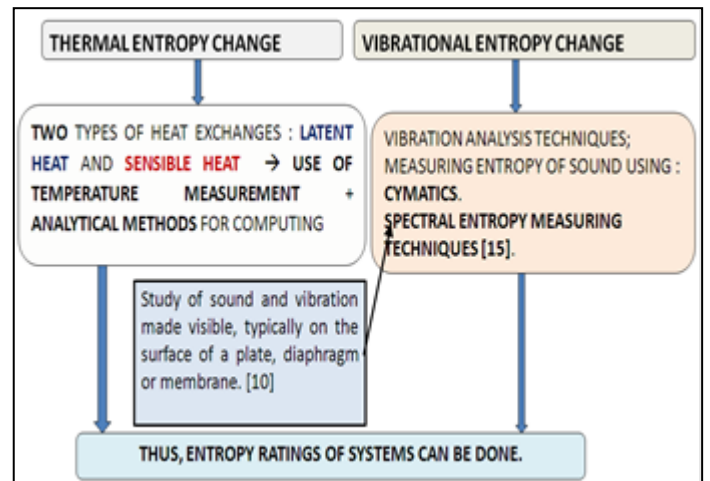 THERMAL ENTROPY CHANGE
VIBRATIONAL ENTROPY CHANGE
TWO TYPES OF HEAT EXCHANGES : LATENT
HEAT AND SENSIBLE HEAT → USE OF
TEMPERATURE MEASUREMENT +
ANALYTICAL METHODS FOR COMPUTING
VIBRATION ANALYSIS TECHNIQUES;
MEASURING ENTROPY OF SOUND USING :
CYMATICS.
SPECTRAL ENTROPY MEASURING
TECHNIQUES [15].
Study of sound and vibration
made visible, typically on the
surface of a plate, diaphragm
or membrane. [10]
THUS, ENTROPY RATINGS OF SYSTEMS CAN BE DONE.